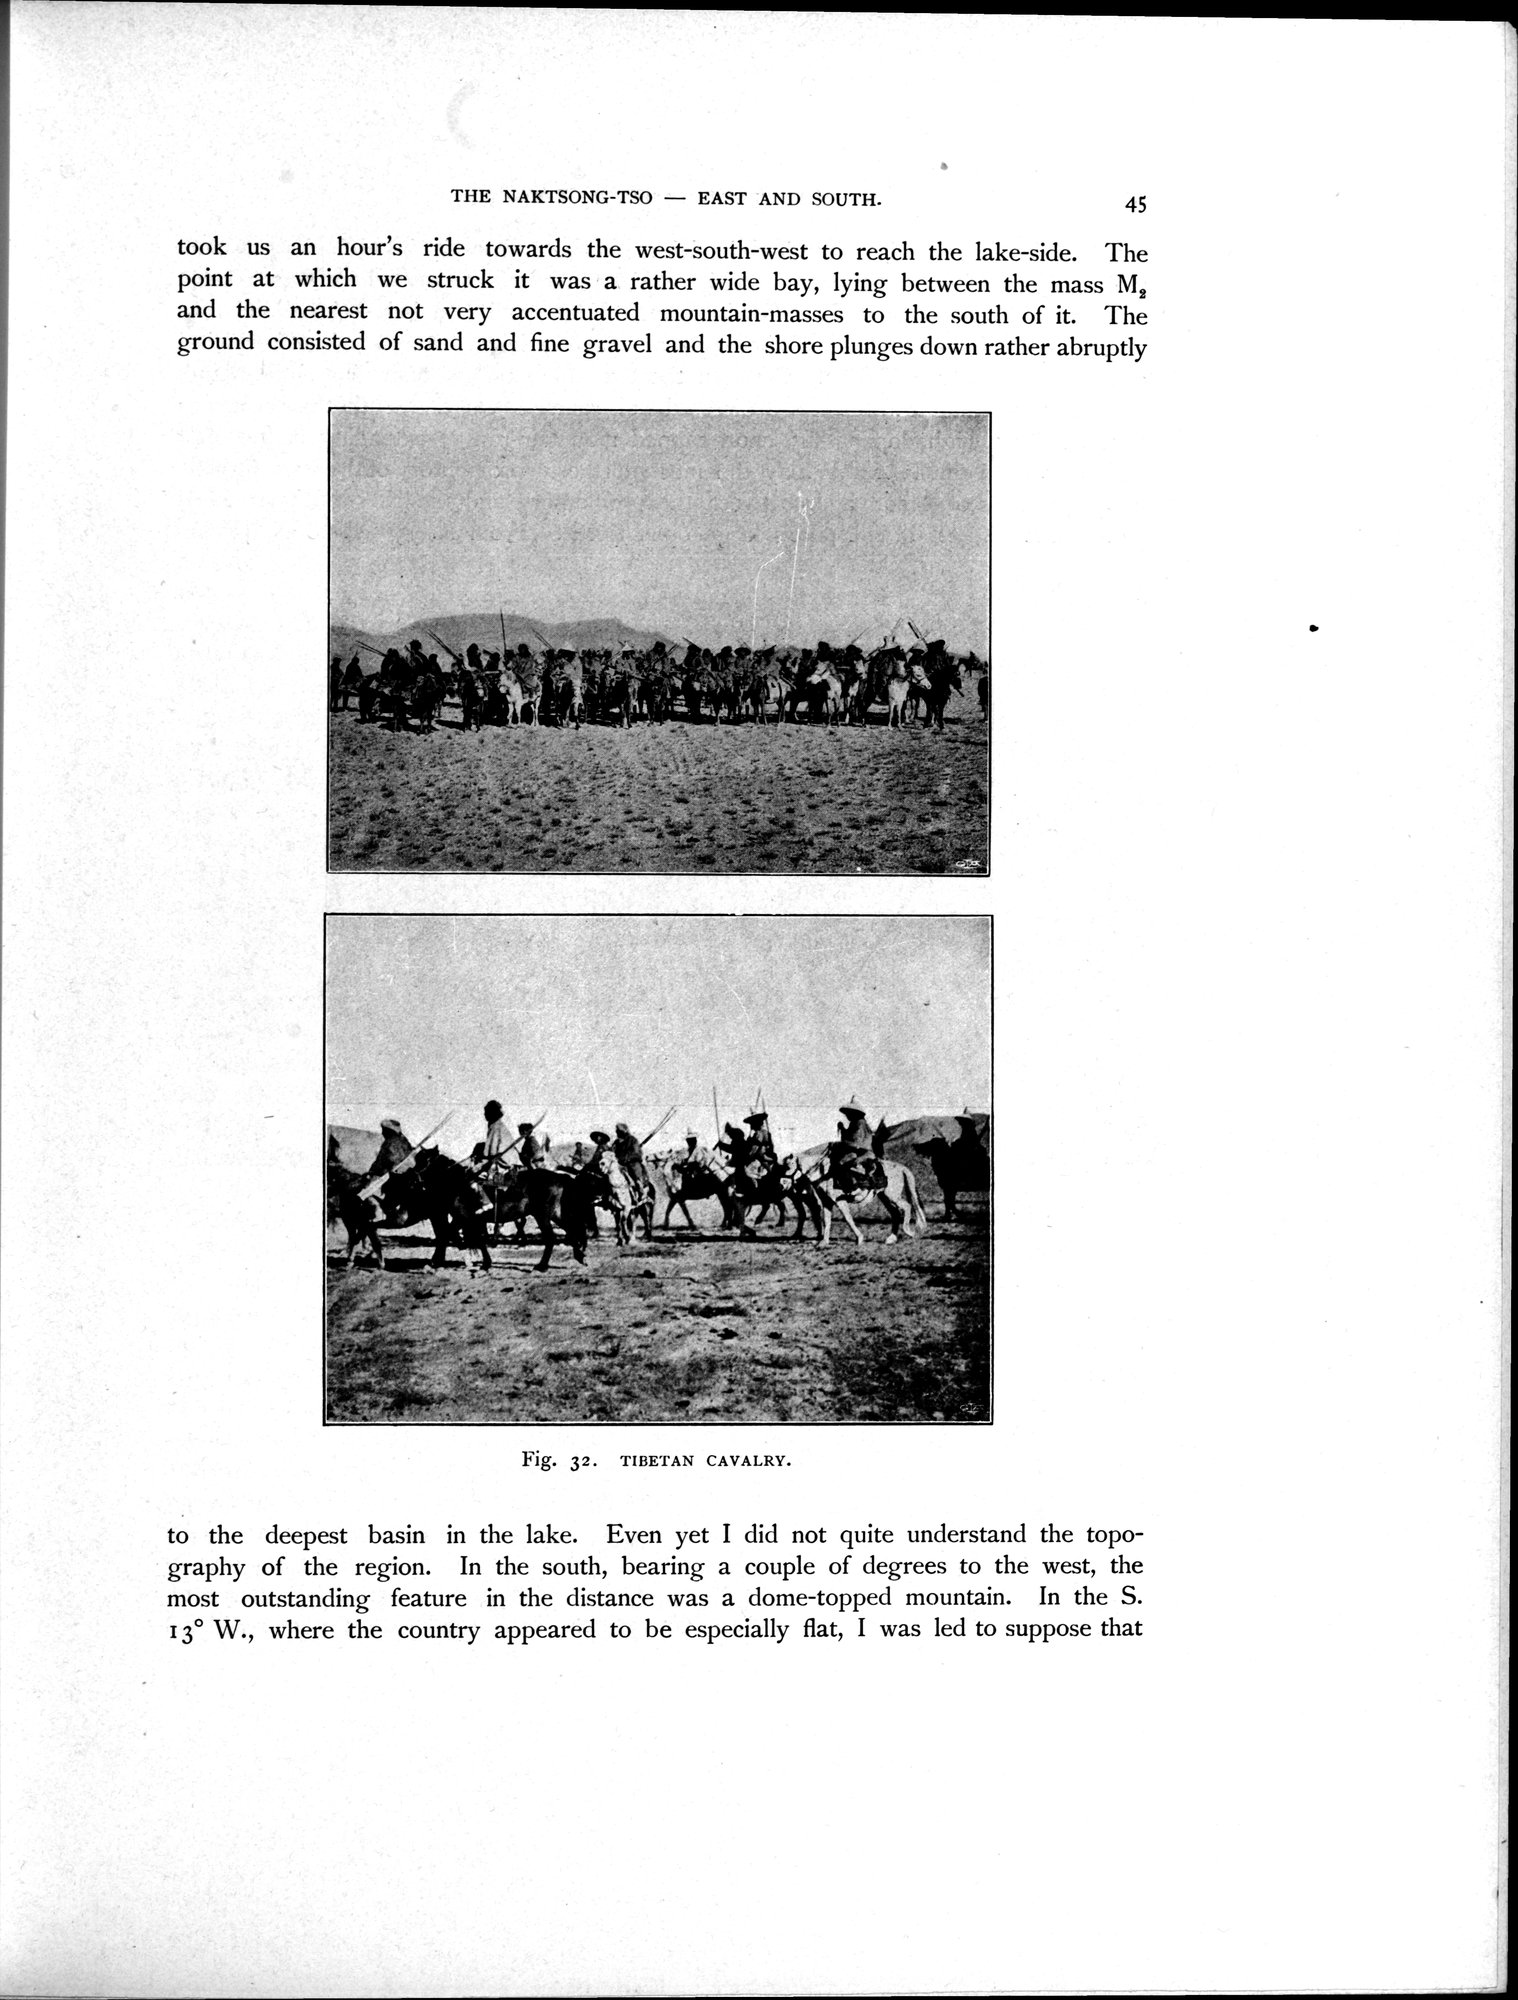 THE NAKTSONG-TSO — EAST AND SOUTH.
45
took us an hour's ride towards the west-south-west to reach the lake-side. The
point at which we struck it was a rather wide bay, lying between the mass M₂
and the nearest not very accentuated mountain-masses to the south of it. The
ground consisted of sand and fine gravel and the shore plunges down rather abruptly
Fig. 32. TIBETAN CAVALRY.
to the deepest basin in the lake. Even yet I did not quite understand the topo-
graphy of the region. In the south, bearing a couple of degrees to the west, the
most outstanding feature in the distance was a dome-topped mountain. In the S.
13° W., where the country appeared to be especially flat, I was led to suppose that